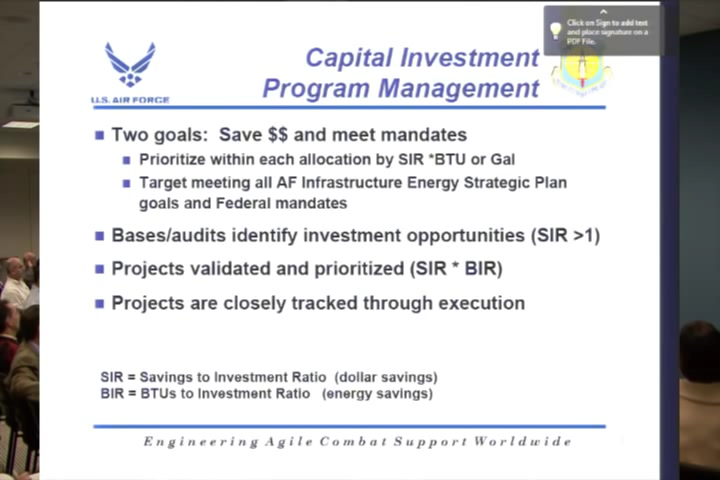 Click on Sign to add text
and place signature on a
PDF File.
U.S. AIR FORCE
Capital Investment
Program Management
Two goals: Save $$ and meet mandates
Prioritize within each allocation by SIR *BTU or Gal
Target meeting all AF Infrastructure Energy Strategic Plan
goals and Federal mandates
Bases/audits identify investment opportunities (SIR >1)
Projects validated and prioritized (SIR * BIR)
Projects are closely tracked through execution
SIR = Savings to Investment Ratio (dollar savings)
BIR = BTUs to Investment Ratio (energy savings)
Engineering Agile Combat Support Worldwide